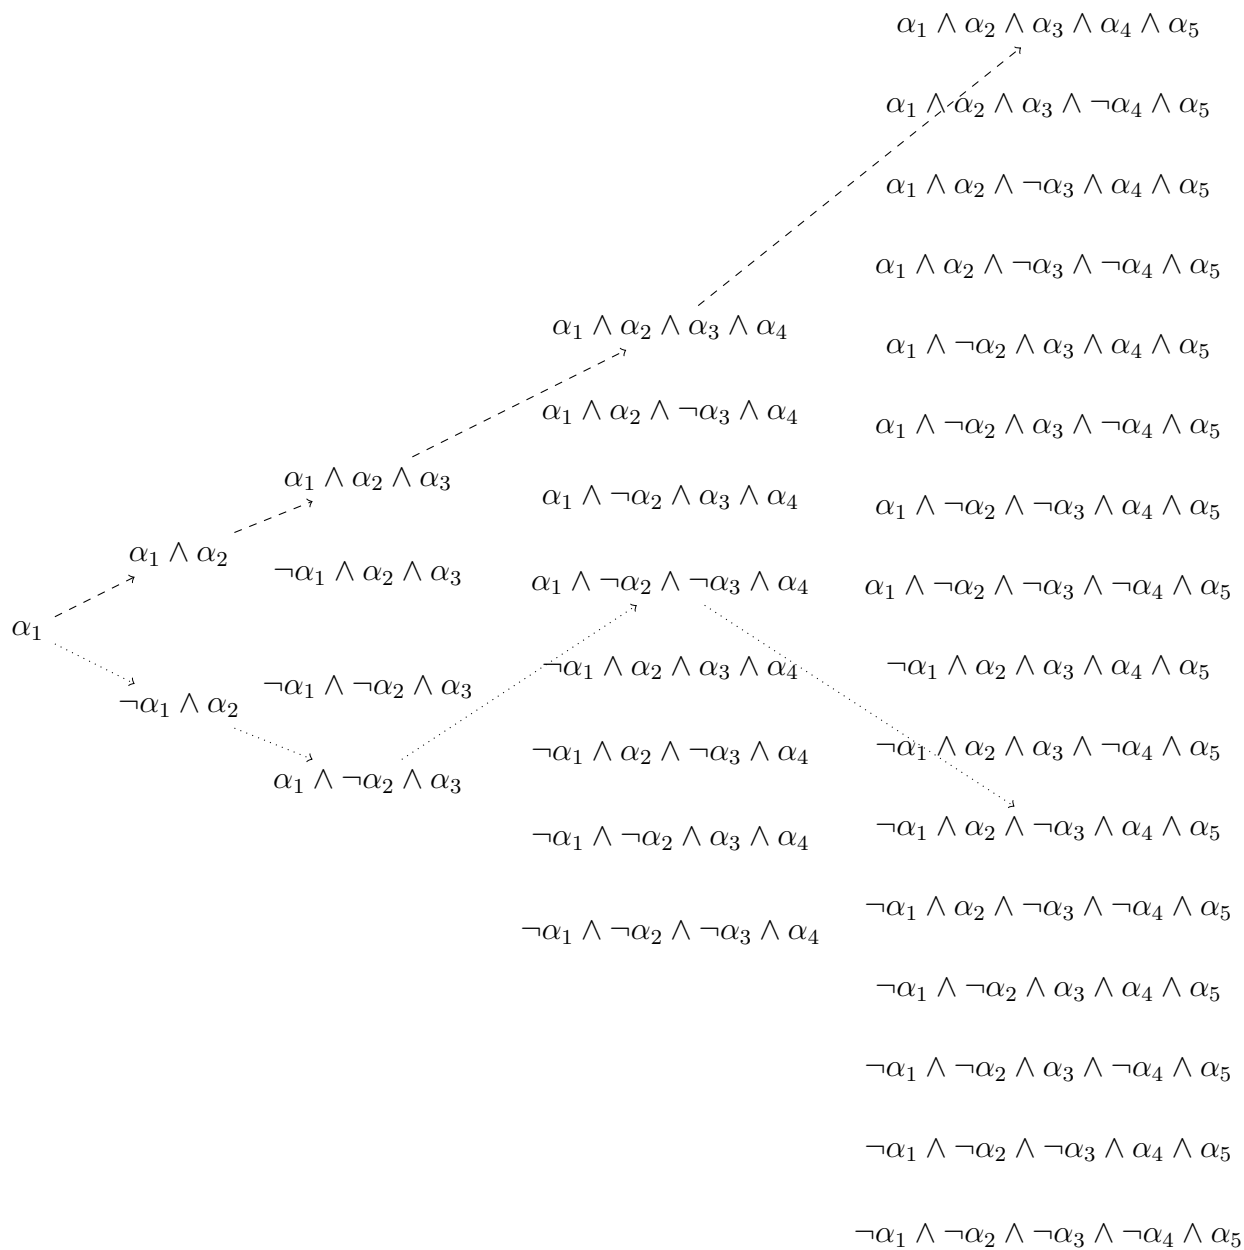 α₁
α₁ ∧ α₂
¬α₁ ∧ α₂
α₁ ∧ α₂ ∧ α₃
¬α₁ ∧ α₂ ∧ α₃
¬α₁ ∧ ¬α₂ ∧ α₃
α₁ ∧ ¬α₂ ∧ α₃
α₁ ∧ α₂ ∧ α₃ ∧ α₄
α₁ ∧ α₂ ∧ ¬α₃ ∧ α₄
α₁ ∧ ¬α₂ ∧ α₃ ∧ α₄
α₁ ∧ ¬α₂ ∧ ¬α₃ ∧ α₄
¬α₁ ∧ α₂ ∧ α₃ ∧ α₄
¬α₁ ∧ α₂ ∧ ¬α₃ ∧ α₄
¬α₁ ∧ ¬α₂ ∧ α₃ ∧ α₄
¬α₁ ∧ ¬α₂ ∧ ¬α₃ ∧ α₄
α₁ ∧ α₂ ∧ α₃ ∧ α₄ ∧ α₅
α₁ ∧ α₂ ∧ α₃ ∧ ¬α₄ ∧ α₅
α₁ ∧ α₂ ∧ ¬α₃ ∧ α₄ ∧ α₅
α₁ ∧ α₂ ∧ ¬α₃ ∧ ¬α₄ ∧ α₅
α₁ ∧ ¬α₂ ∧ α₃ ∧ α₄ ∧ α₅
α₁ ∧ ¬α₂ ∧ α₃ ∧ ¬α₄ ∧ α₅
α₁ ∧ ¬α₂ ∧ ¬α₃ ∧ α₄ ∧ α₅
α₁ ∧ ¬α₂ ∧ ¬α₃ ∧ ¬α₄ ∧ α₅
¬α₁ ∧ α₂ ∧ α₃ ∧ α₄ ∧ α₅
¬α₁ ∧ α₂ ∧ α₃ ∧ ¬α₄ ∧ α₅
¬α₁ ∧ α₂ ∧ ¬α₃ ∧ α₄ ∧ α₅
¬α₁ ∧ α₂ ∧ ¬α₃ ∧ ¬α₄ ∧ α₅
¬α₁ ∧ ¬α₂ ∧ α₃ ∧ α₄ ∧ α₅
¬α₁ ∧ ¬α₂ ∧ α₃ ∧ ¬α₄ ∧ α₅
¬α₁ ∧ ¬α₂ ∧ ¬α₃ ∧ α₄ ∧ α₅
¬α₁ ∧ ¬α₂ ∧ ¬α₃ ∧ ¬α₄ ∧ α₅